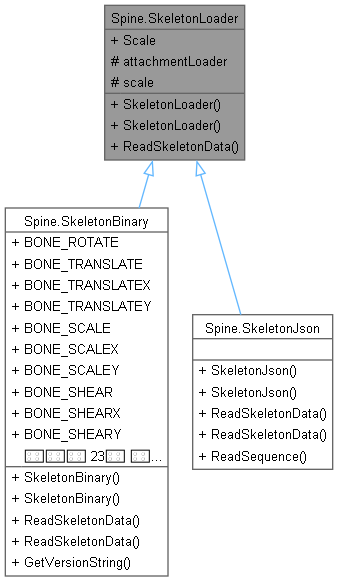 Spine.SkeletonLoader
+ Scale
# attachmentLoader
# scale
+ SkeletonLoader()
+ SkeletonLoader()
+ ReadSkeletonData()
Spine.SkeletonBinary
+ BONE_ROTATE
+ BONE_TRANSLATE
+ BONE_TRANSLATEX
+ BONE_TRANSLATEY
+ BONE_SCALE
+ BONE_SCALEX
+ BONE_SCALEY
+ BONE_SHEAR
+ BONE_SHEARX
+ BONE_SHEARY
23 ...
+ SkeletonBinary()
+ SkeletonBinary()
+ ReadSkeletonData()
+ ReadSkeletonData()
+ GetVersionString()
Spine.SkeletonJson
+ SkeletonJson()
+ SkeletonJson()
+ ReadSkeletonData()
+ ReadSkeletonData()
+ ReadSequence()